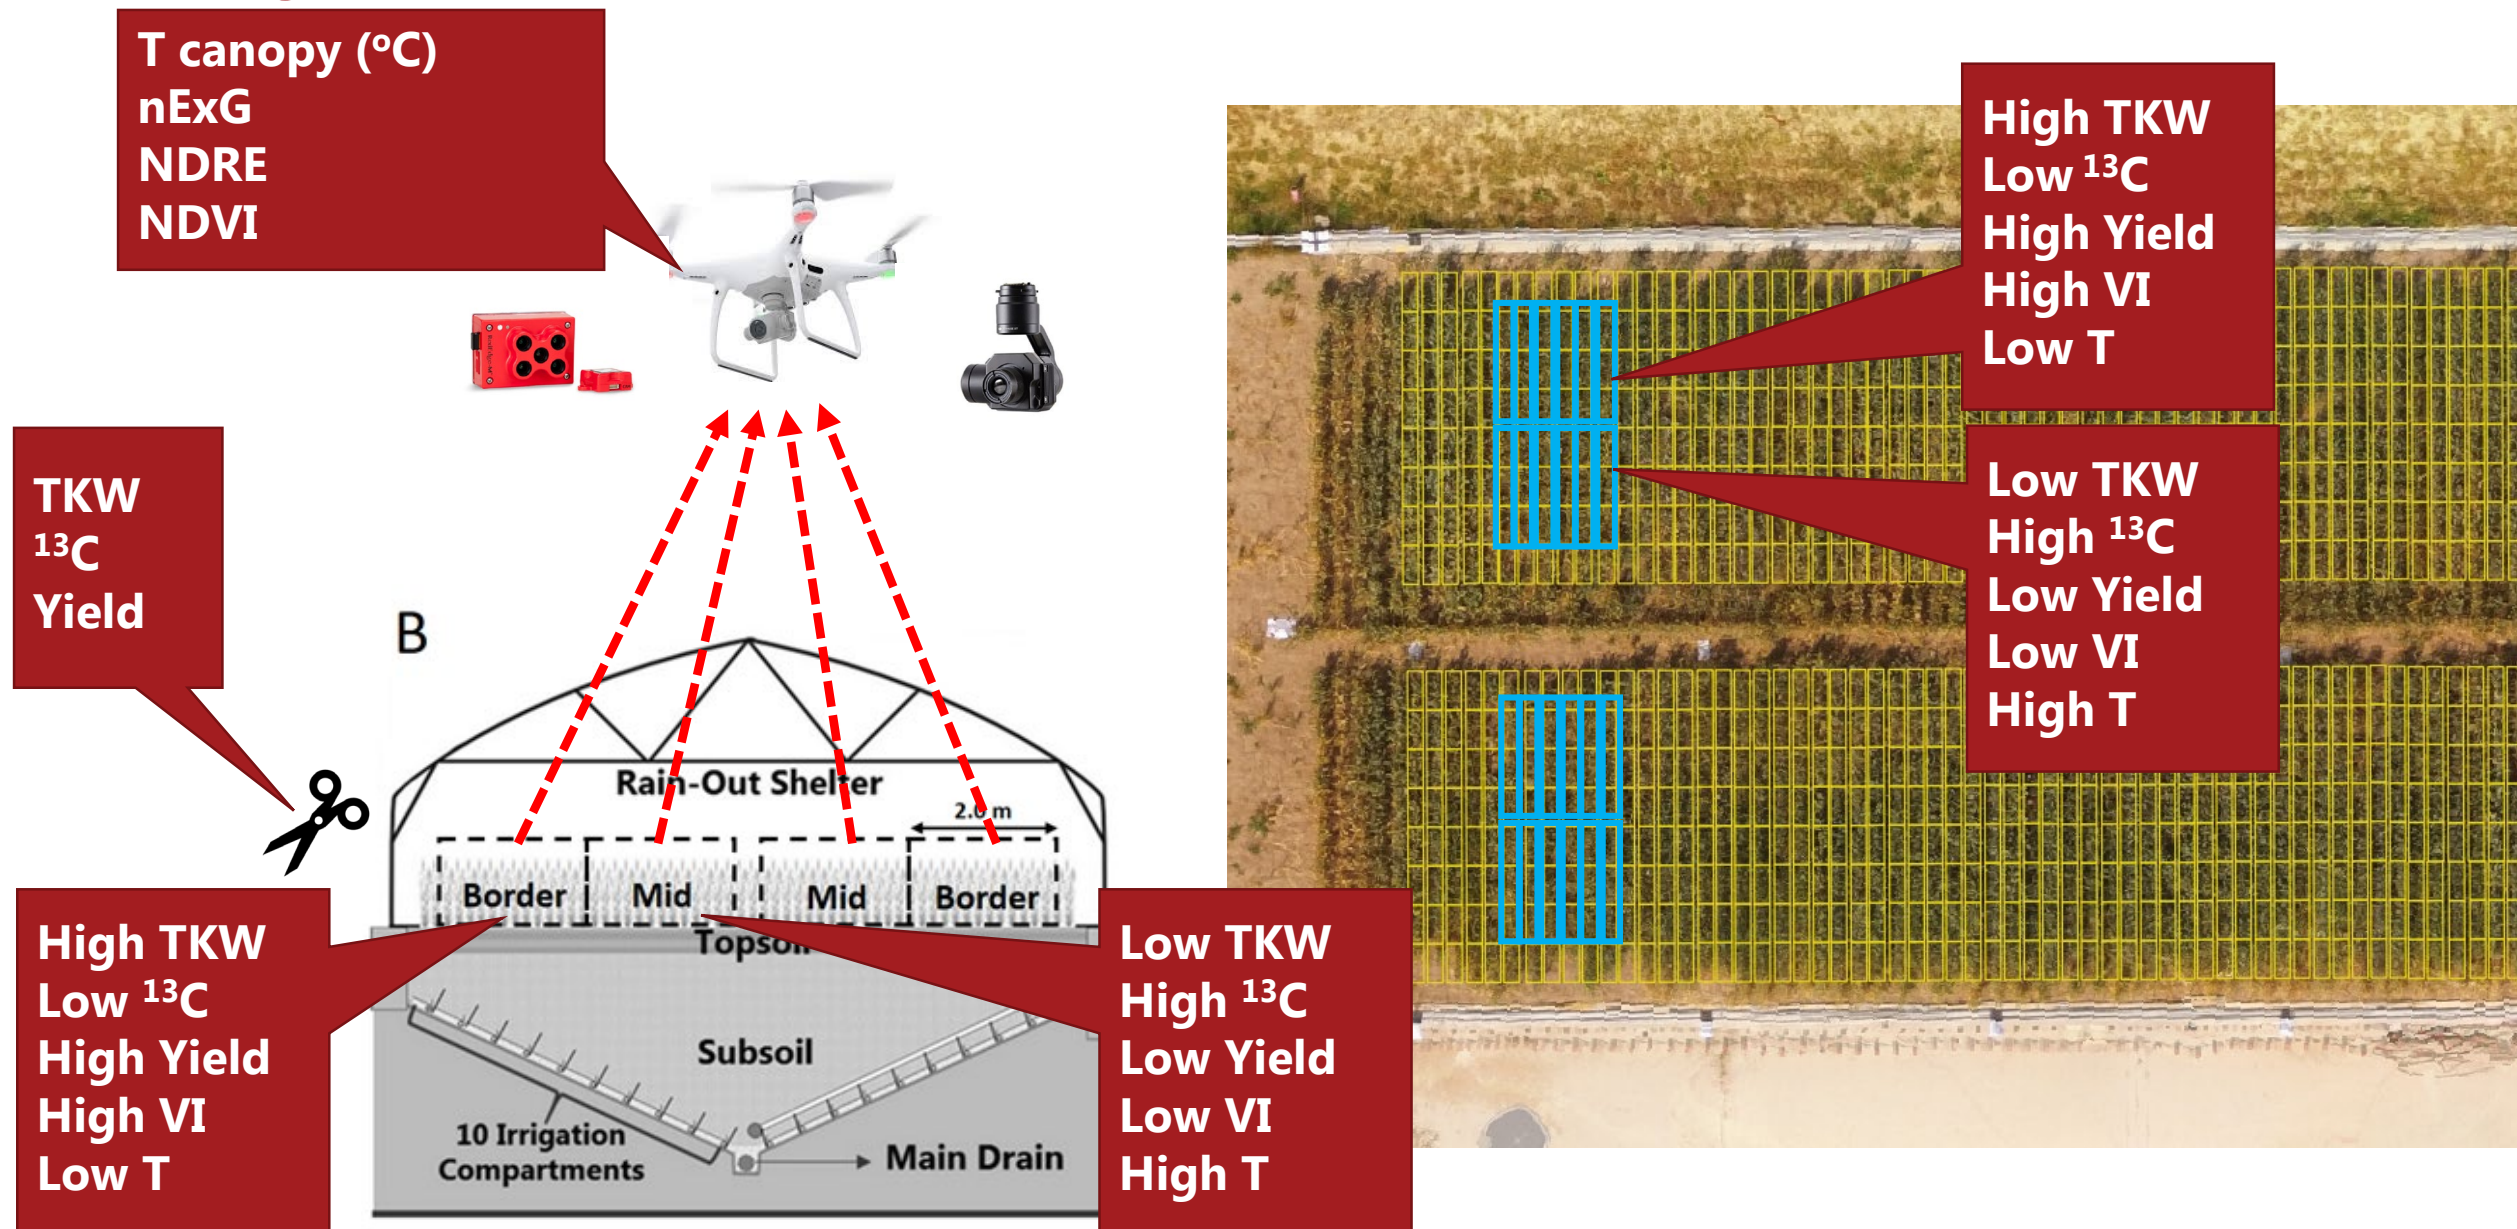 T canopy (ºC)
nExG
NDRE
NDVI
TKW
¹³C
Yield
B
Rain-Out Shelter
2.0 m
Border
Mid
Mid
Border
Topsoil
Subsoil
10 Irrigation
Compartments
Main Drain
High TKW
Low ¹³C
High Yield
High VI
Low T
Low TKW
High ¹³C
Low Yield
Low VI
High T
High TKW
Low ¹³C
High Yield
High VI
Low T
Low TKW
High ¹³C
Low Yield
Low VI
High T